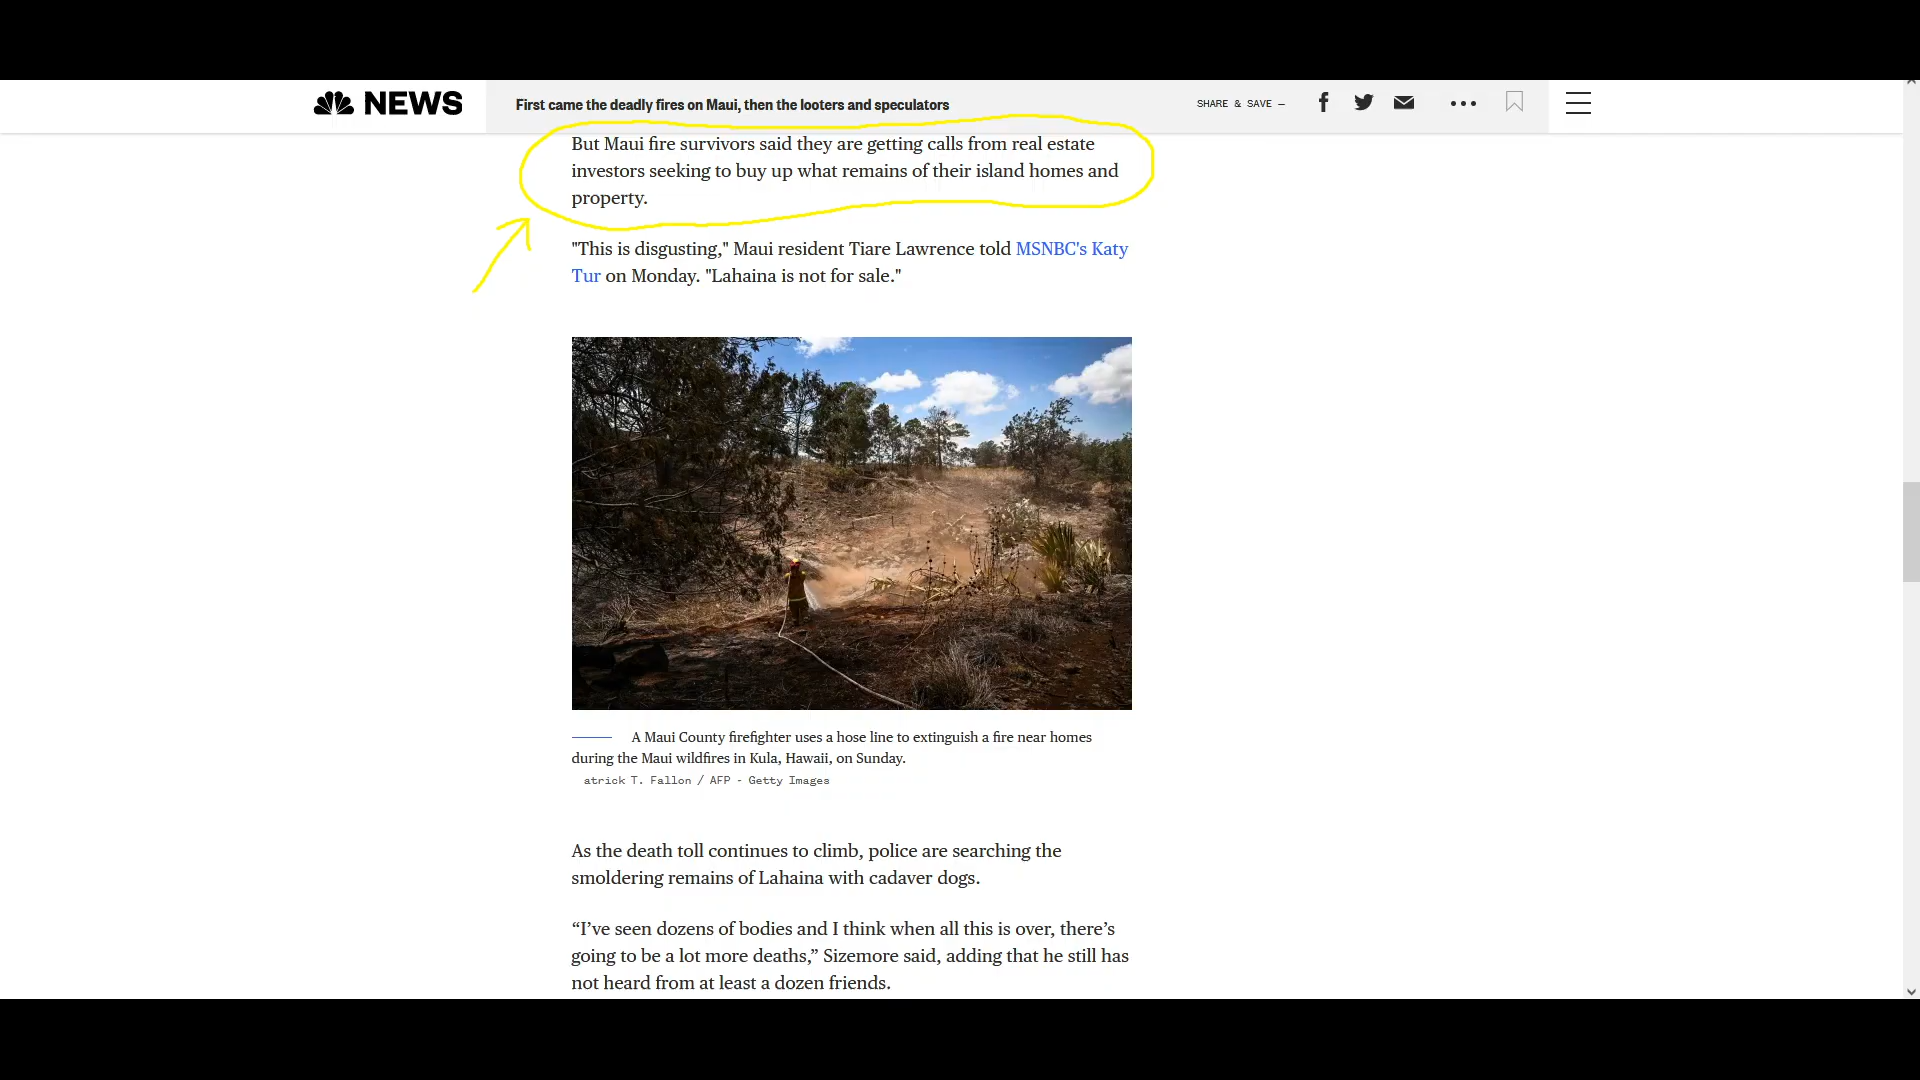 NEWS
First came the deadly fires on Maui, then the looters and speculators
SHARE & SAVE —
But Maui fire survivors said they are getting calls from real estate
investors seeking to buy up what remains of their island homes and
property.
"This is disgusting," Maui resident Tiare Lawrence told MSNBC's Katy
Tur on Monday. "Lahaina is not for sale."
A Maui County firefighter uses a hose line to extinguish a fire near homes
during the Maui wildfires in Kula, Hawaii, on Sunday.
atrick T. Fallon / AFP - Getty Images
As the death toll continues to climb, police are searching the
smoldering remains of Lahaina with cadaver dogs.
“I’ve seen dozens of bodies and I think when all this is over, there’s
going to be a lot more deaths,” Sizemore said, adding that he still has
not heard from at least a dozen friends.